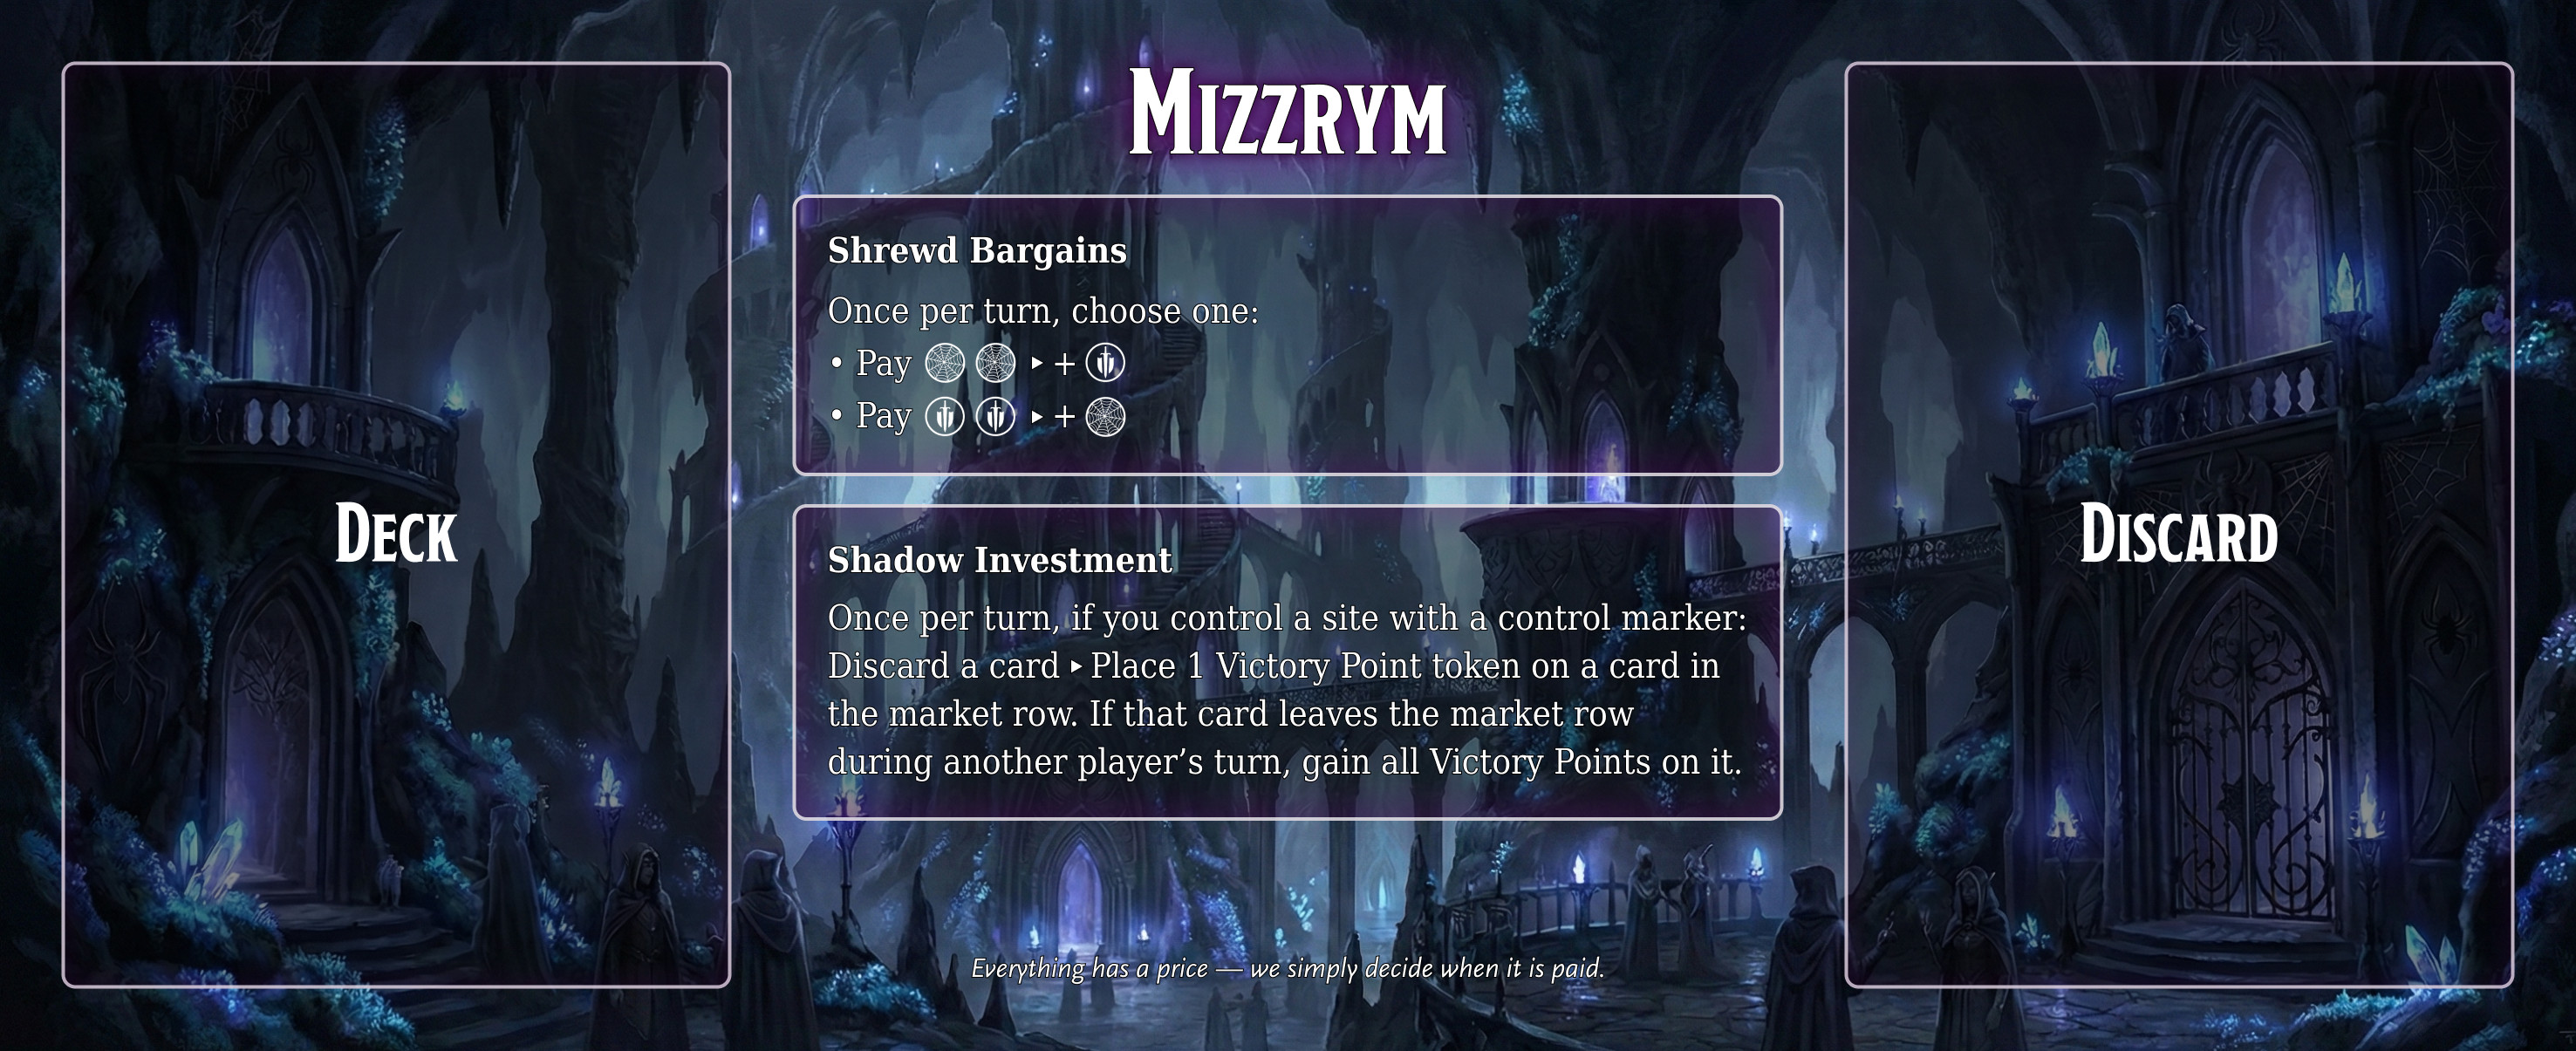 Mizzrym
Shrewd Bargains
Once per turn, choose one:
• Pay ▸ +
• Pay ▸ +
Deck
Discard
Shadow Investment
Once per turn, if you control a site with a control marker:
Discard a card ▸ Place 1 Victory Point token on a card in
the market row. If that card leaves the market row
during another player’s turn, gain all Victory Points on it.
Everything has a price — we simply decide when it is paid.